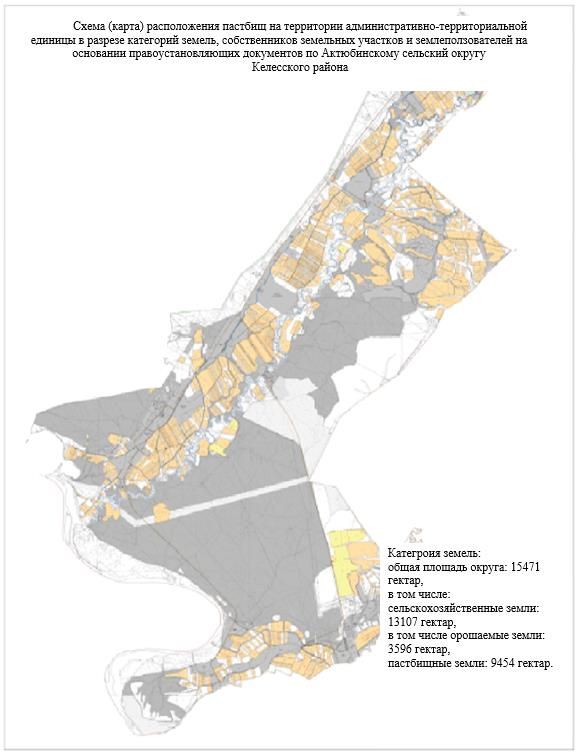 Схема (карта) расположения пастбищ на территории административно-территориальной
единицы в разрезе категорий земель, собственников земельных участков и землепользователей на
основании правоустановляющих документов по Актюбинскому сельский округу
Келесского района
Категроия земель:
общая площадь округа: 15471
гектар,
в том числе:
сельскохозяйственные земли:
13107 гектар,
в том числе орошаемые земли:
3596 гектар,
пастбищные земли: 9454 гектар.